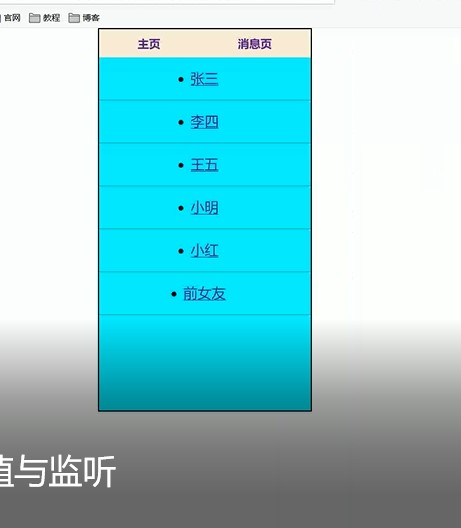 官网 教程 博客
主页 消息页
张三
李四
王五
小明
小红
前女友
值与监听